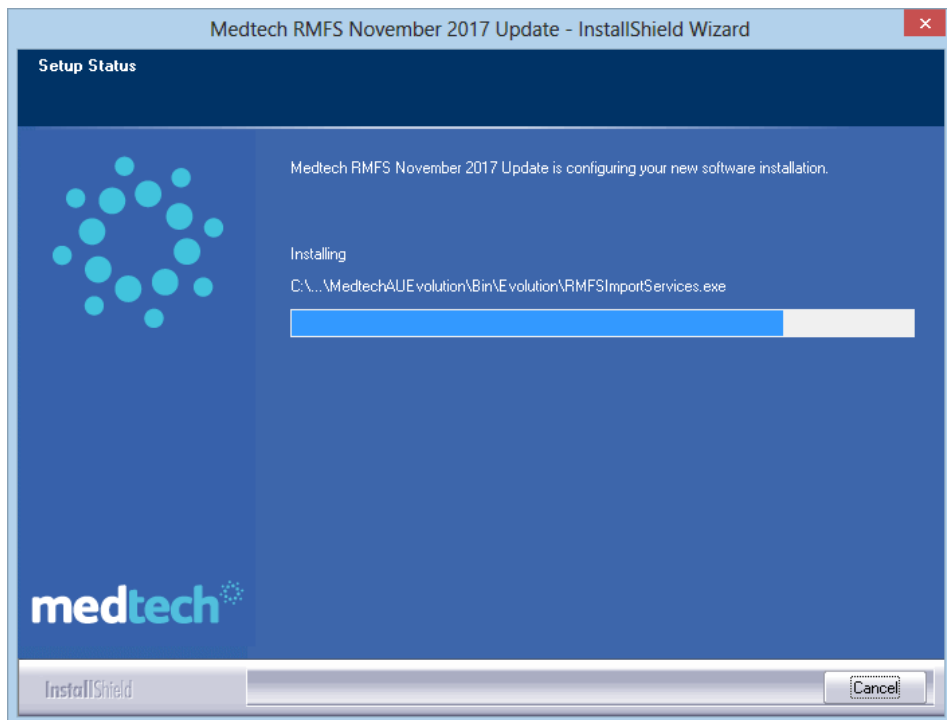 Medtech RMFS November 2017 Update - InstallShield Wizard
Setup Status
Medtech RMFS November 2017 Update is configuring your new software installation.
Installing
C:\...\MedtechAUEvolution\Bin\Evolution\RMFSImportServices.exe
medtech
InstallShield
Cancel